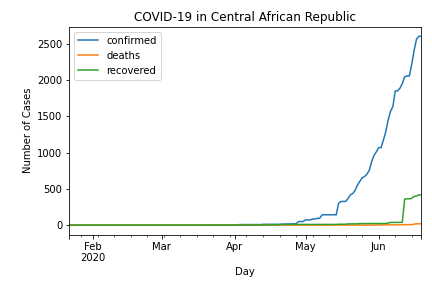 COVID-19 in Central African Republic
confirmed
deaths
recovered
Number of Cases
2500
2000
1500
1000
500
0
Feb
2020
Mar
Apr
May
Jun
Day